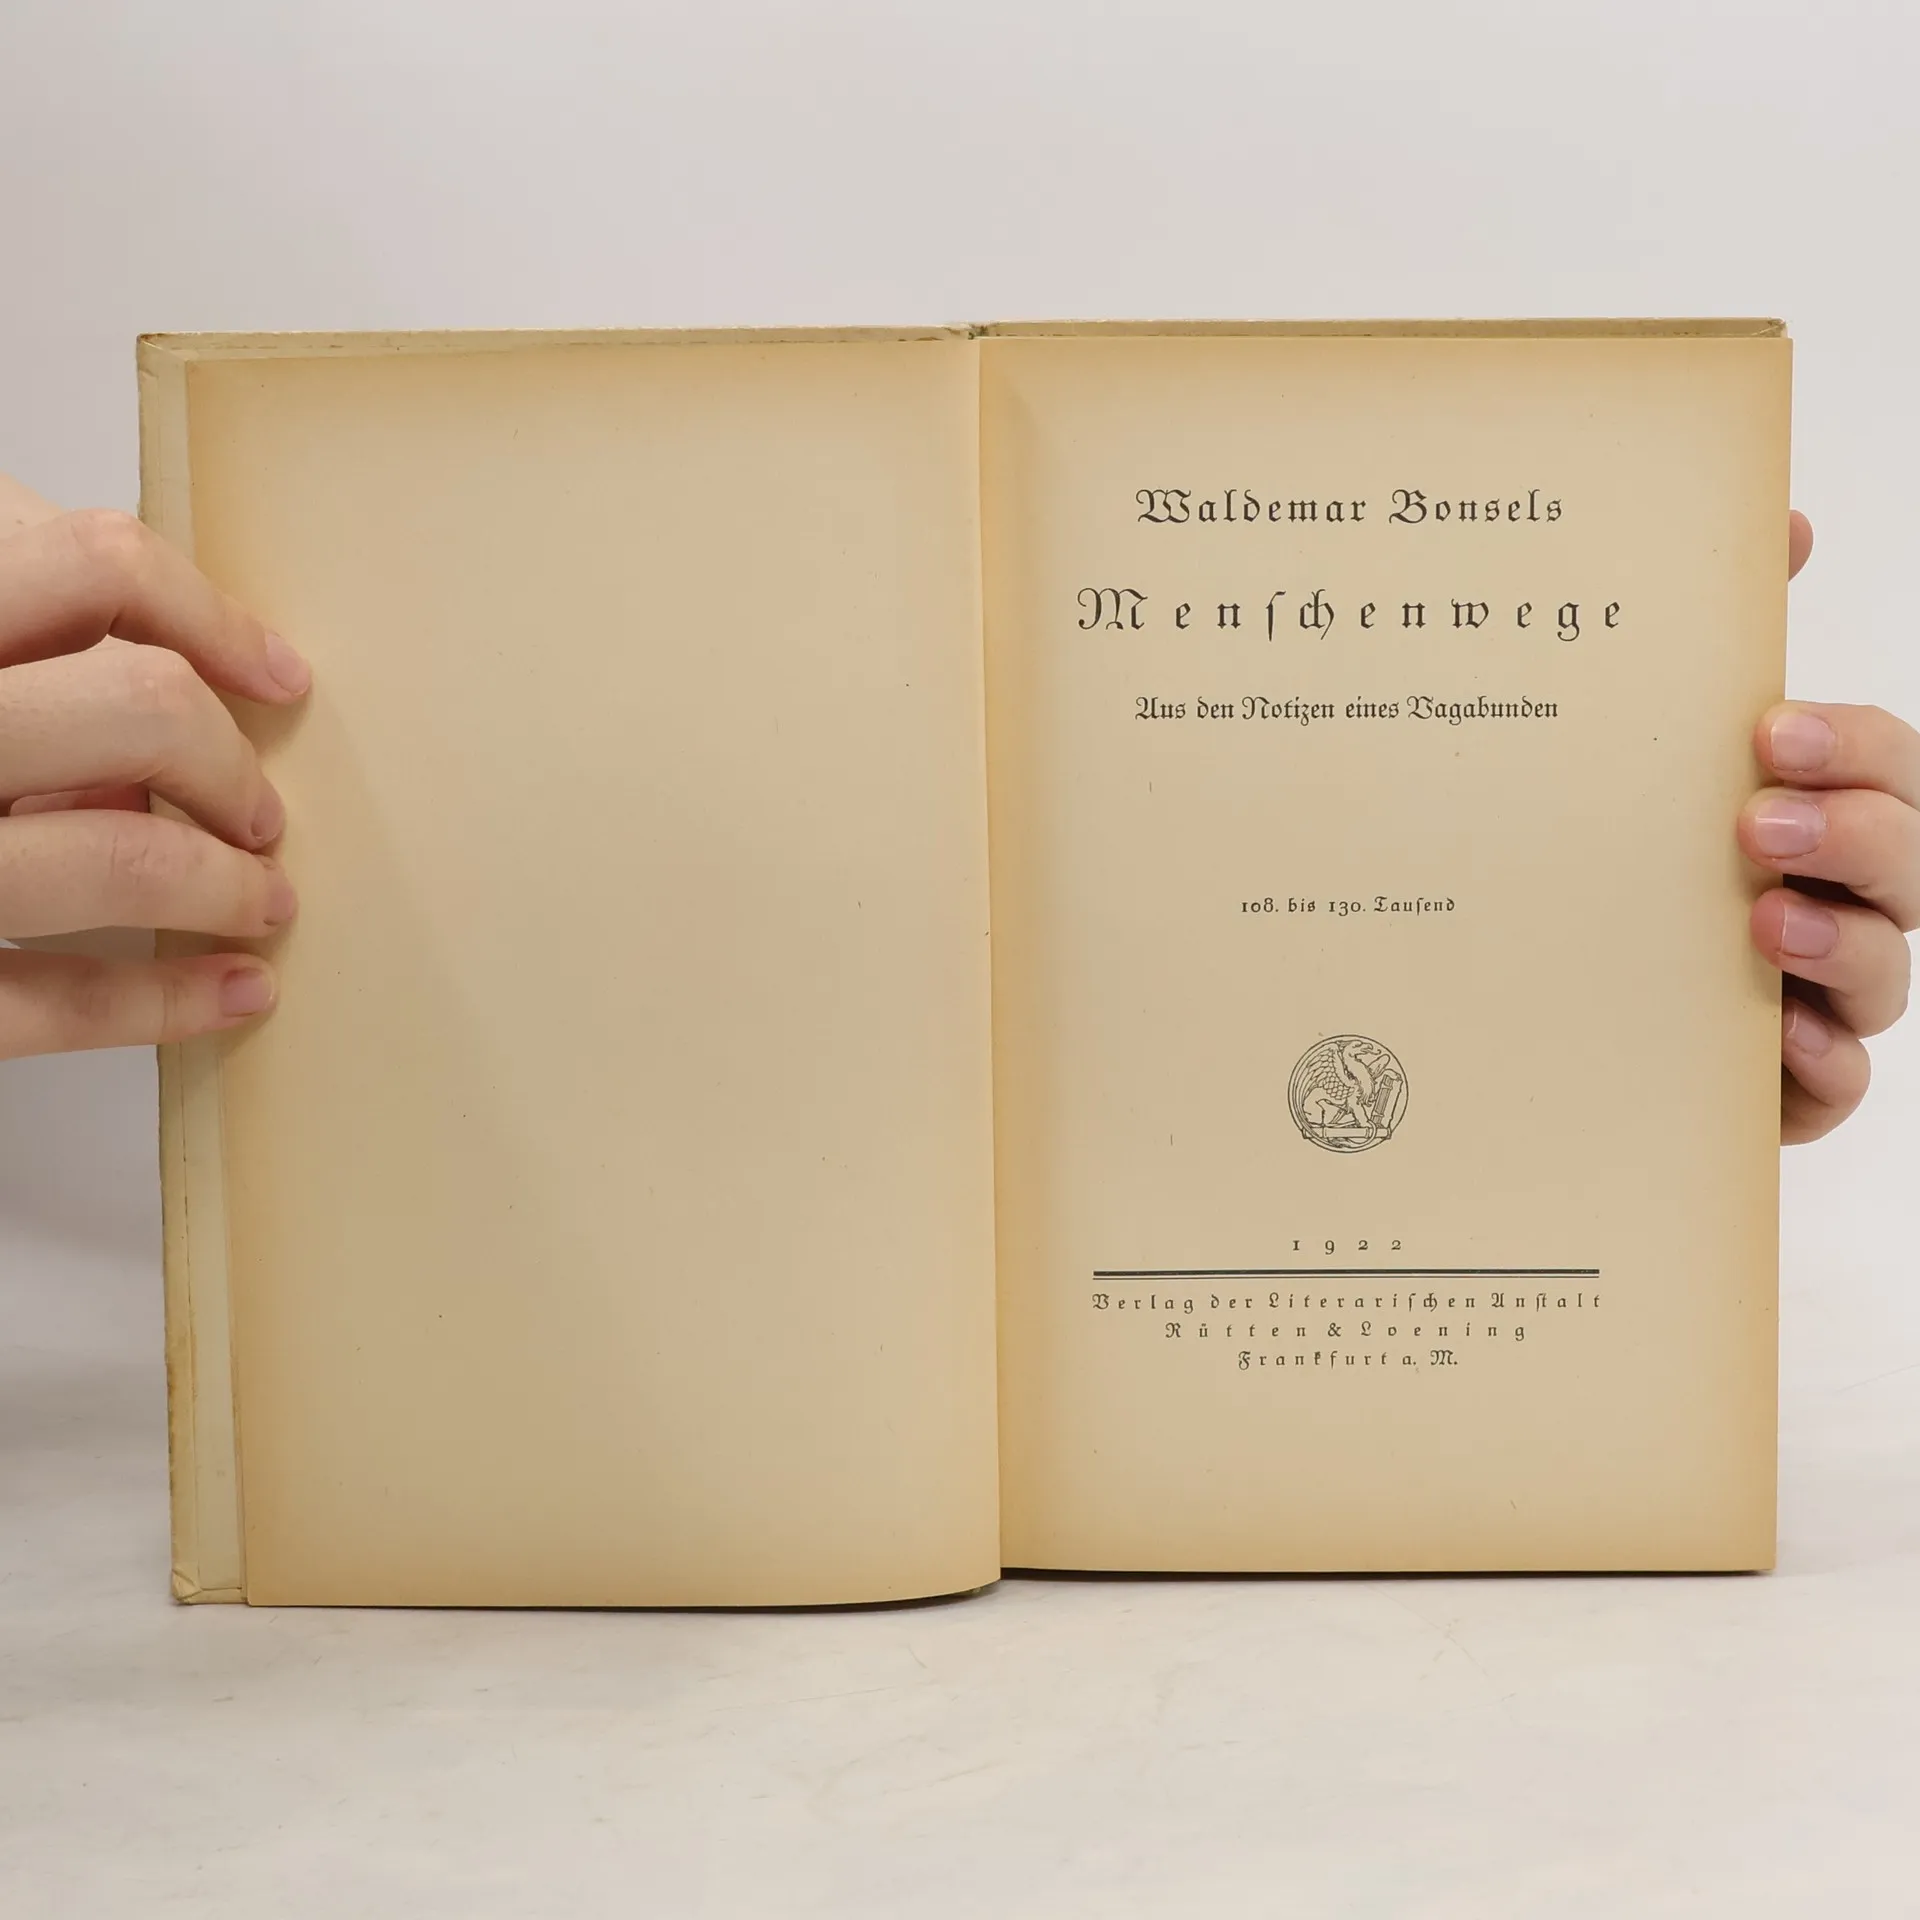 Waldemar Bonsels
Menſchenwege
Aus den Notizen eines Vagabunden
108. bis 130. Tauſend
1922
Verlag der Literariſchen Anſtalt
Rütten & Loening
Frankfurt a. M.